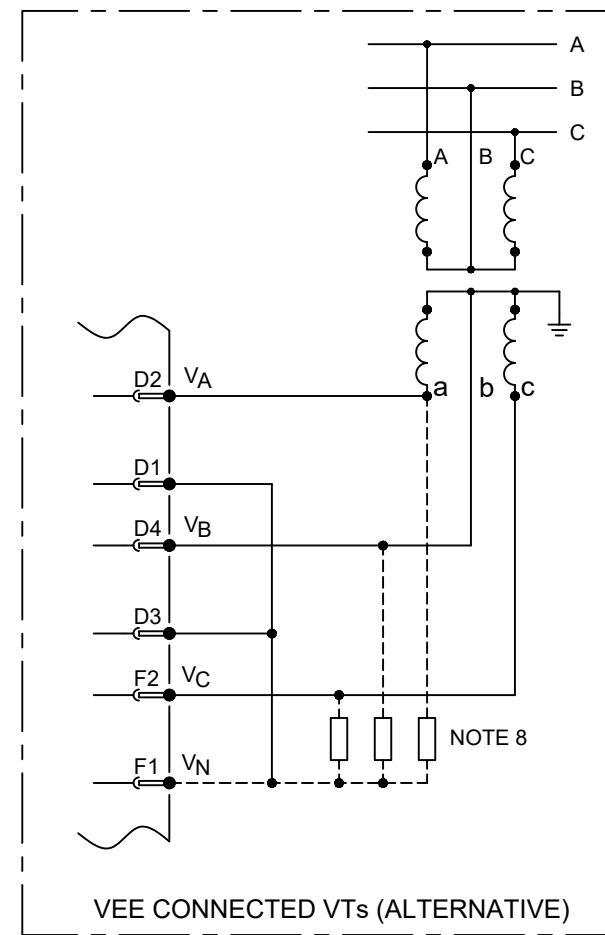 A
B
C
A B C
D2 VA
a b c
D1
D4 VB
D3
F2 VC
NOTE 8
F1 VN
VEE CONNECTED VTs (ALTERNATIVE)